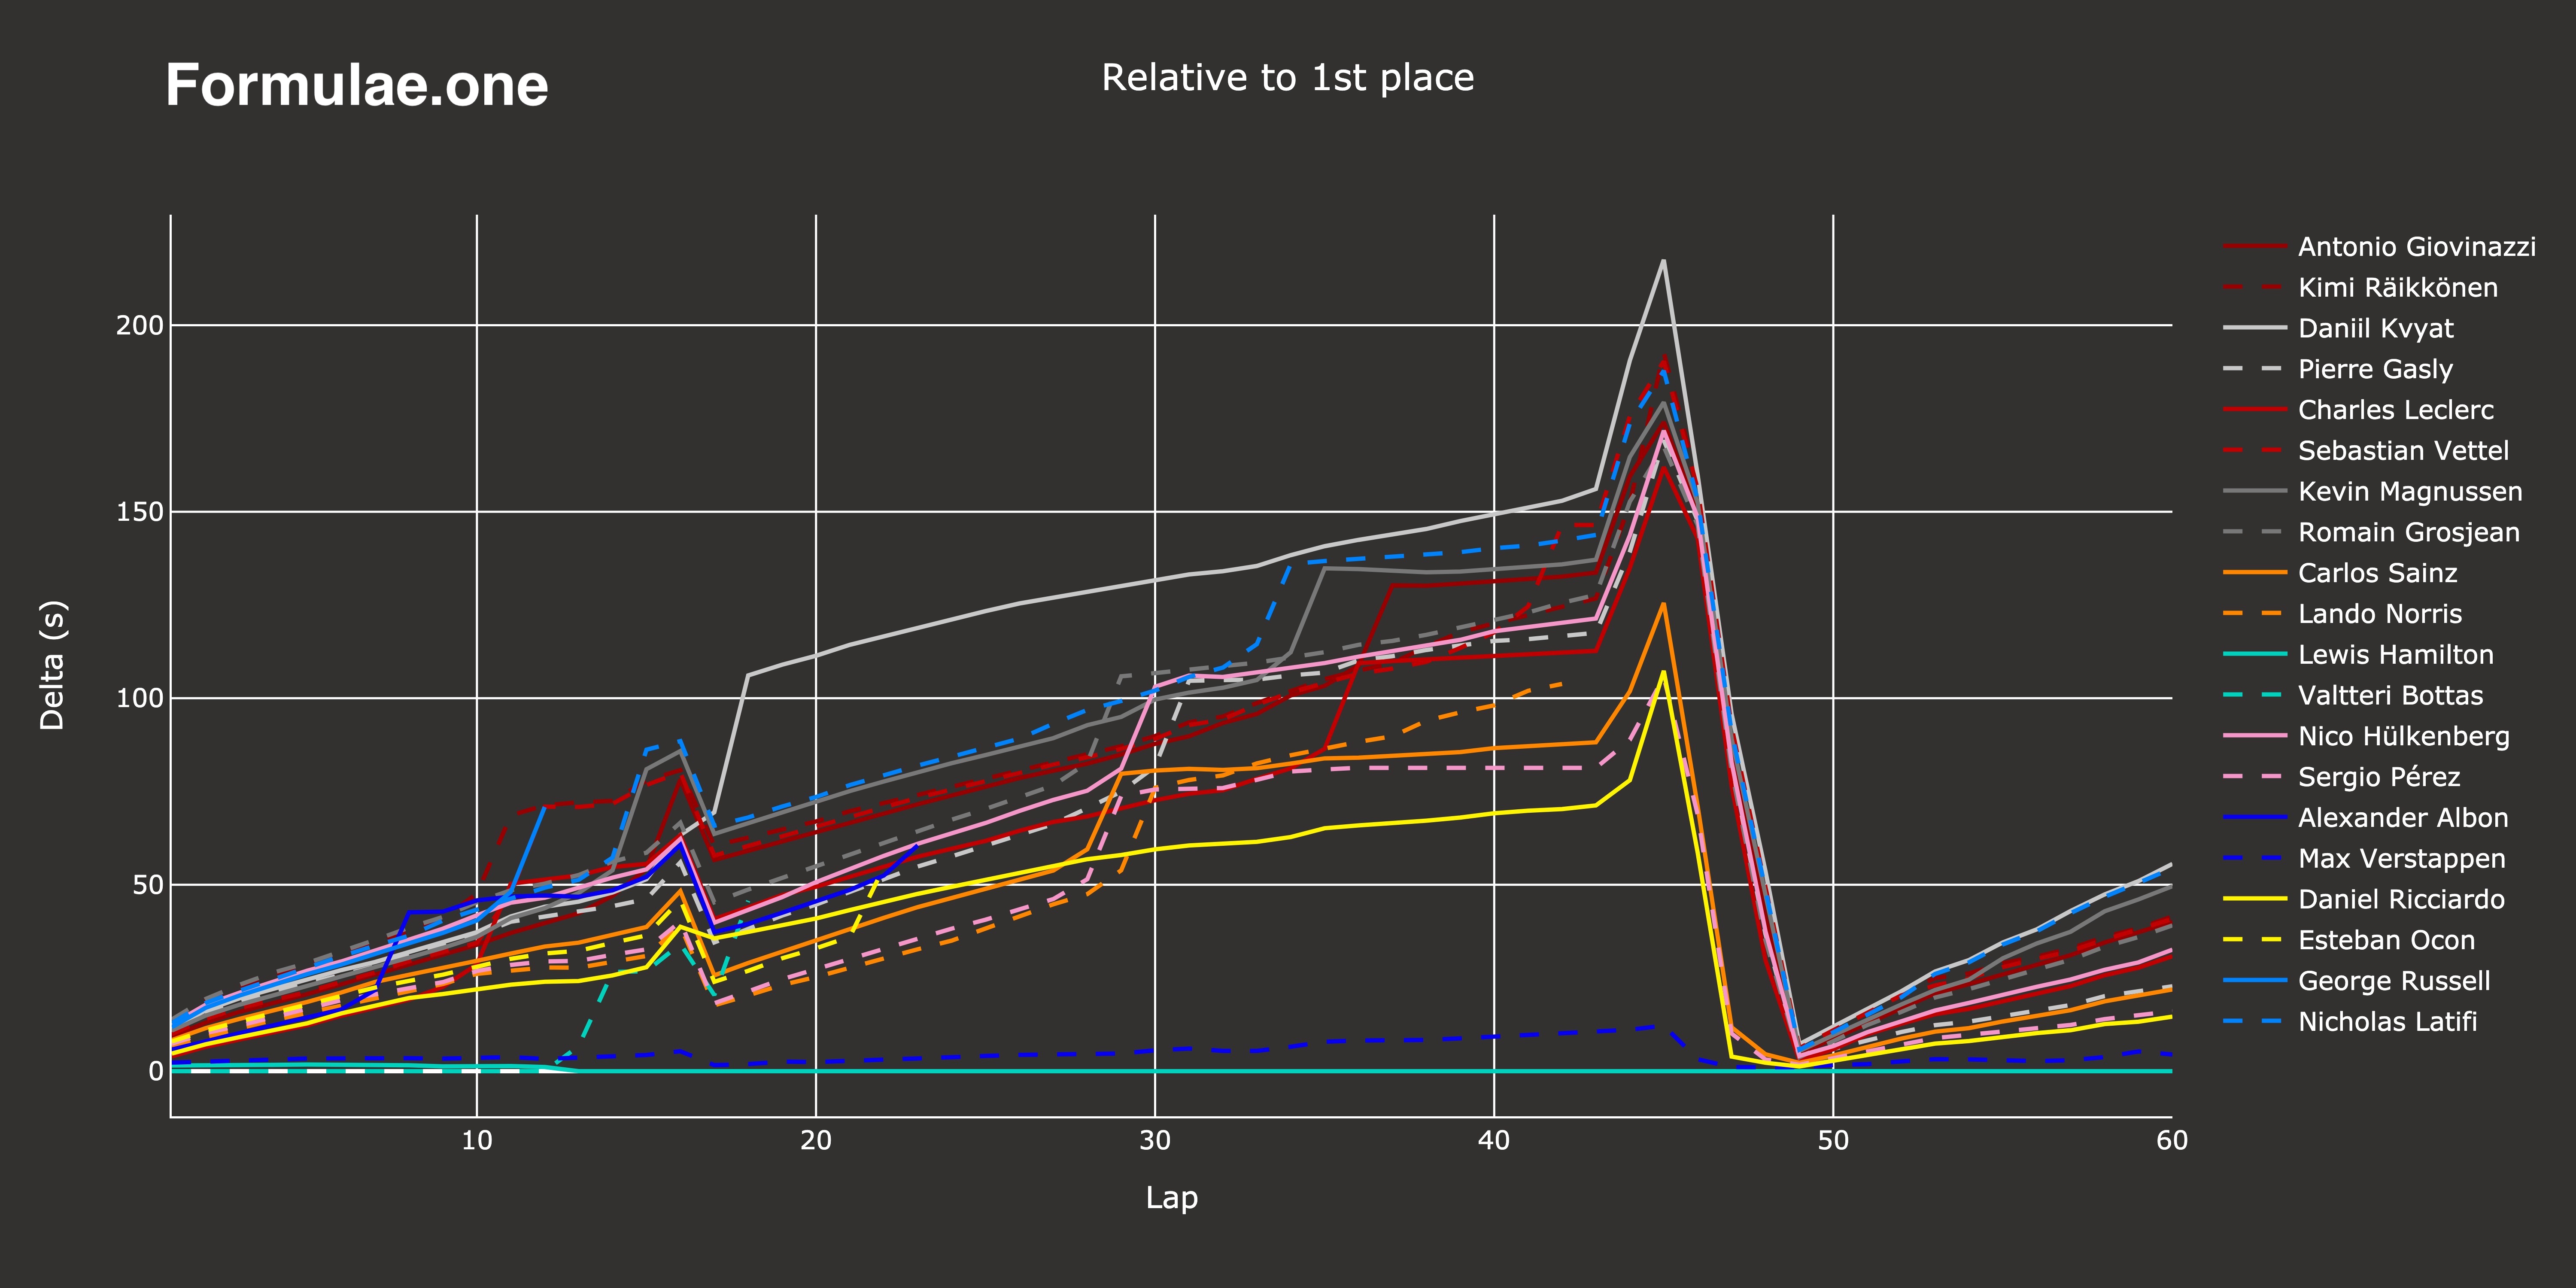 Formulae.one
Relative to 1st place
Delta (s)
200
150
100
50
0
10 20 30 40 50 60
Lap
Antonio Giovinazzi
Kimi Räikkönen
Daniil Kvyat
Pierre Gasly
Charles Leclerc
Sebastian Vettel
Kevin Magnussen
Romain Grosjean
Carlos Sainz
Lando Norris
Lewis Hamilton
Valtteri Bottas
Nico Hülkenberg
Sergio Pérez
Alexander Albon
Max Verstappen
Daniel Ricciardo
Esteban Ocon
George Russell
Nicholas Latifi